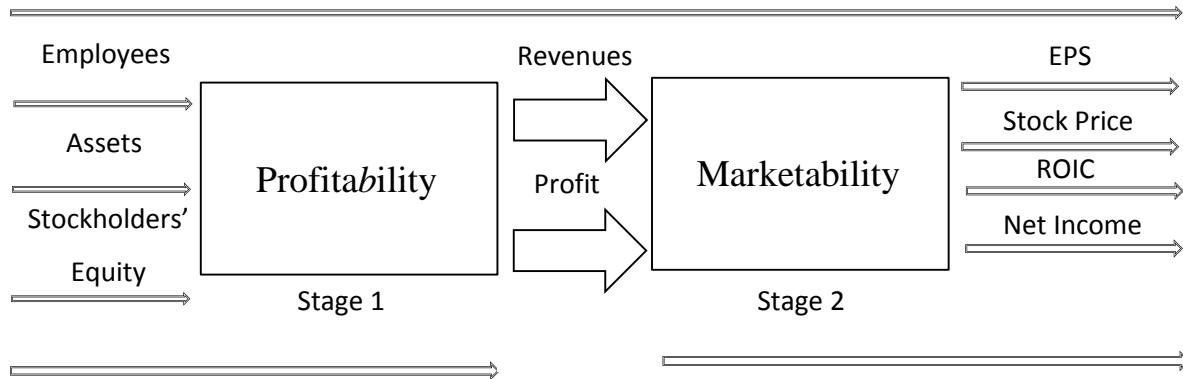 Employees
Assets
Stockholders’
Equity
Profitability
Stage 1
Revenues
Profit
Marketability
Stage 2
EPS
Stock Price
ROIC
Net Income